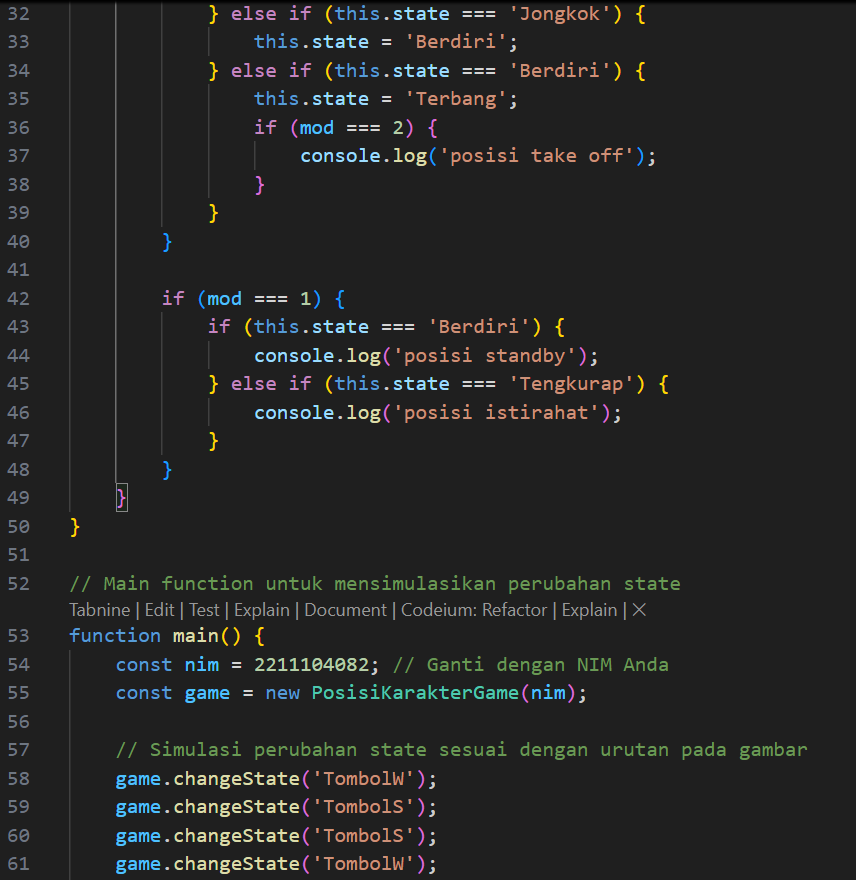 32 } else if (this.state === 'Jongkok') {
33 this.state = 'Berdiri';
34 } else if (this.state === 'Berdiri') {
35 this.state = 'Terbang';
36 if (mod === 2) {
37 console.log('posisi take off');
38 }
39 }
40 }
41
42 if (mod === 1) {
43 if (this.state === 'Berdiri') {
44 console.log('posisi standby');
45 } else if (this.state === 'Tengkurap') {
46 console.log('posisi istirahat');
47 }
48 }
49 }
50 }
51
52 // Main function untuk mensimulasikan perubahan state
Tabnine | Edit | Test | Explain | Document | Codeium: Refactor | Explain | ✕
53 function main() {
54 const nim = 2211104082; // Ganti dengan NIM Anda
55 const game = new PosisiKarakterGame(nim);
56
57 // Simulasi perubahan state sesuai dengan urutan pada gambar
58 game.changeState('TombolW');
59 game.changeState('TombolS');
60 game.changeState('TombolS');
61 game.changeState('TombolW');